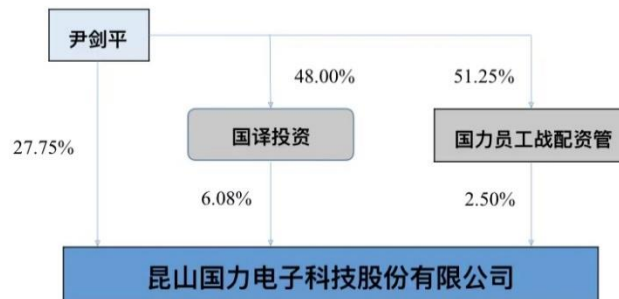 尹剑平
48.00%
51.25%
27.75%
国译投资
国力员工战配资管
6.08%
2.50%
昆山国力电子科技股份有限公司